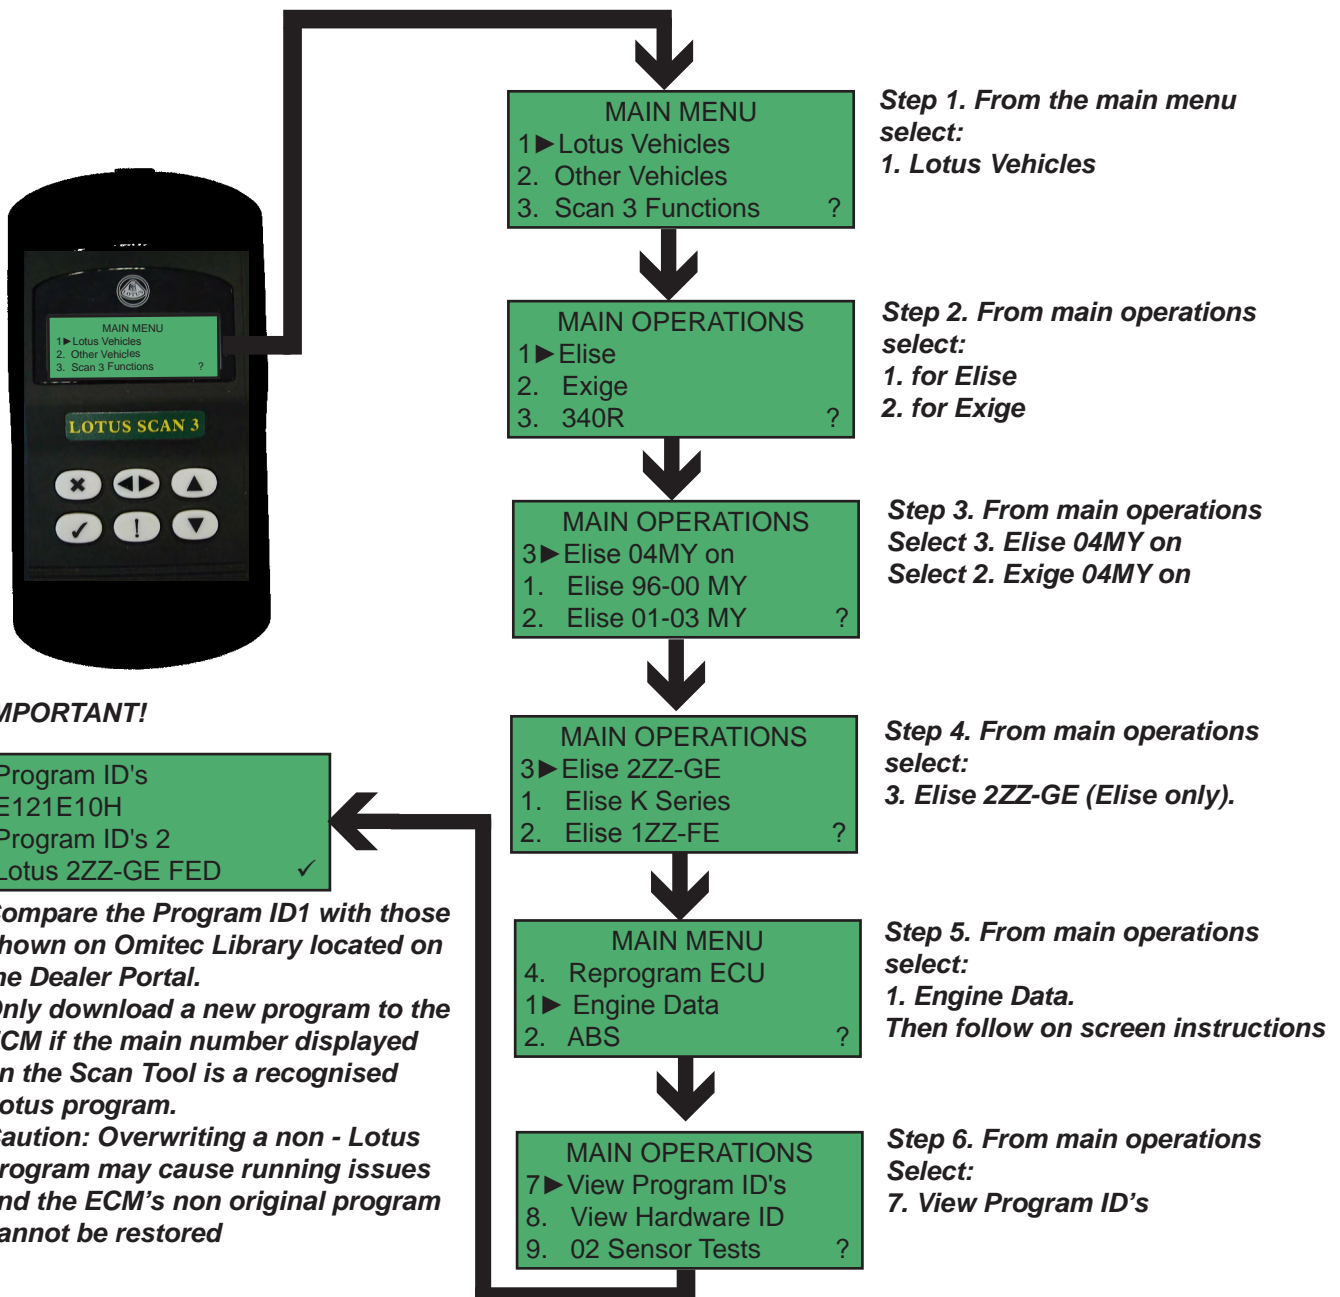 MAIN MENU
1►Lotus Vehicles
2. Other Vehicles
3. Scan 3 Functions ?
Step 1. From the main menu
select:
1. Lotus Vehicles
MAIN OPERATIONS
1►Elise
2. Exige
3. 340R ?
Step 2. From main operations
select:
1. for Elise
2. for Exige
LOTUS
MAIN MENU
1►Lotus Vehicles
2. Other Vehicles
3. Scan 3 Functions ?
LOTUS SCAN 3
MAIN OPERATIONS
3►Elise 04MY on
1. Elise 96-00 MY
2. Elise 01-03 MY ?
Step 3. From main operations
Select 3. Elise 04MY on
Select 2. Exige 04MY on
MAIN OPERATIONS
3►Elise 2ZZ-GE
1. Elise K Series
2. Elise 1ZZ-FE ?
Step 4. From main operations
select:
3. Elise 2ZZ-GE (Elise only).
MAIN MENU
4. Reprogram ECU
1► Engine Data
2. ABS ?
Step 5. From main operations
select:
1. Engine Data.
Then follow on screen instructions
MAIN OPERATIONS
7►View Program ID's
8. View Hardware ID
9. 02 Sensor Tests ?
Step 6. From main operations
Select:
7. View Program ID’s
MPORTANT!
Program ID's
E121E10H
Program ID's 2
Lotus 2ZZ-GE FED ✓
Compare the Program ID1 with those
hown on Omitec Library located on
he Dealer Portal.
Only download a new program to the
CM if the main number displayed
n the Scan Tool is a recognised
otus program.
Caution: Overwriting a non - Lotus
rogram may cause running issues
nd the ECM’s non original program
annot be restored